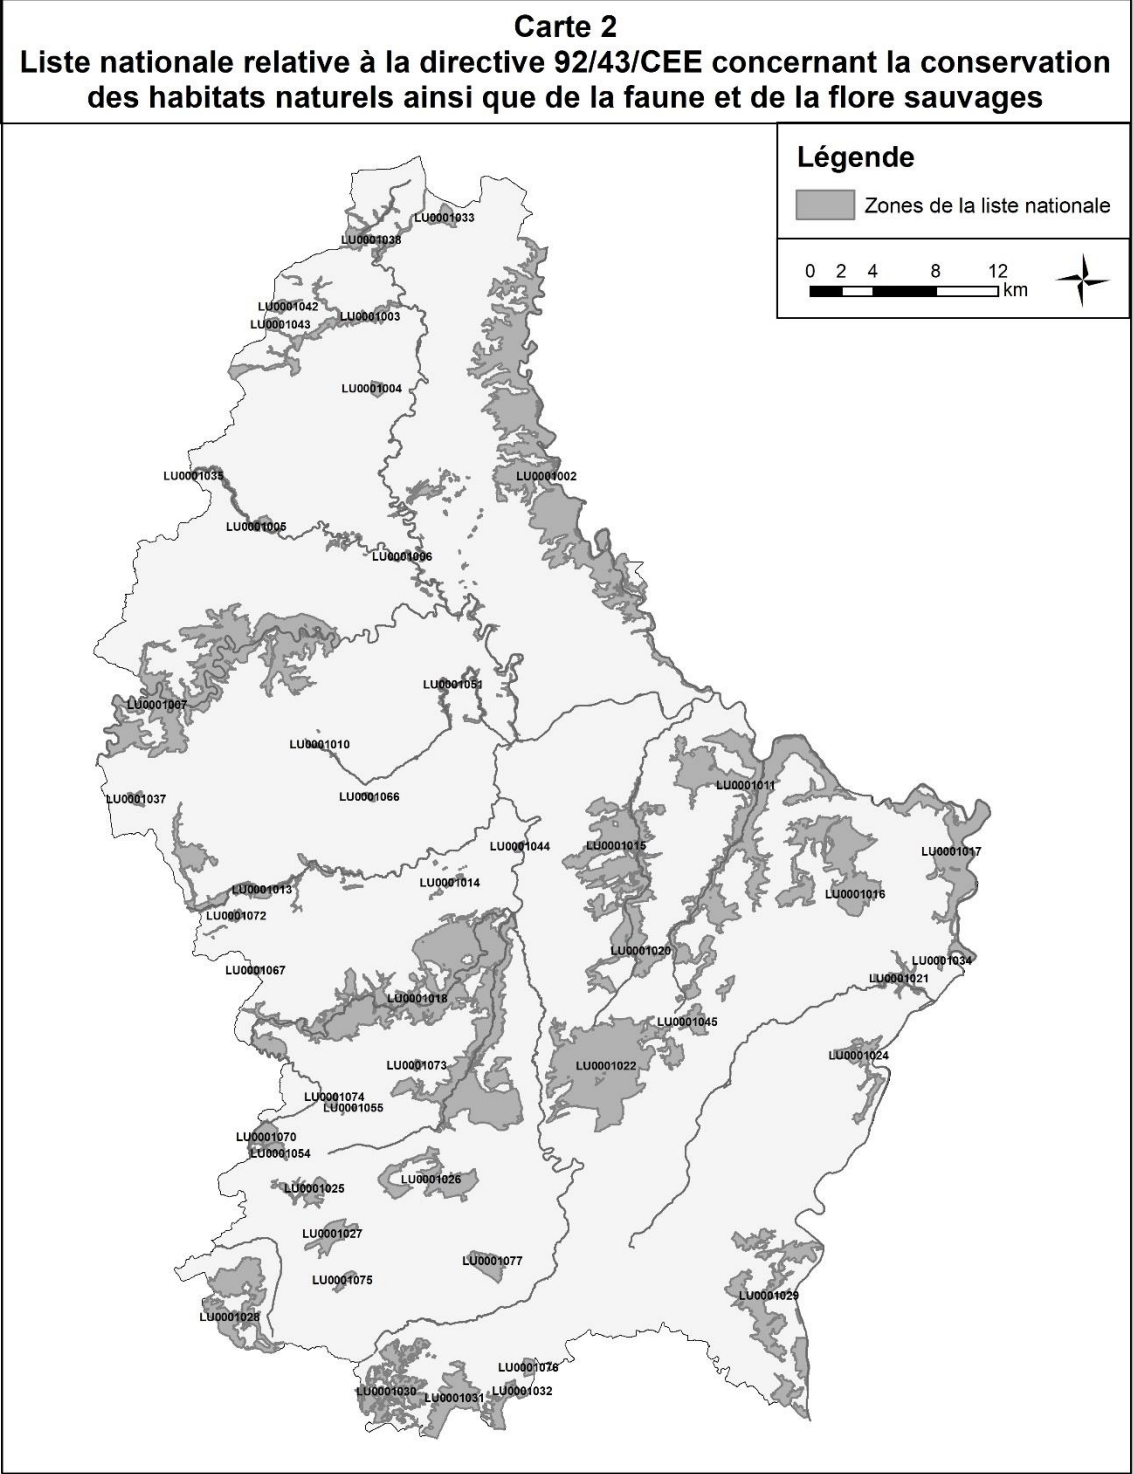 Carte 2
Liste nationale relative à la directive 92/43/CEE concernant la conservation
des habitats naturels ainsi que de la faune et de la flore sauvages
Légende
Zones de la liste nationale
0 2 4 8 12
km
LU0001033
LU0001038
LU0001042
LU0001003
LU0001043
LU0001004
LU0001035
LU0001002
LU0001005
LU0001006
LU0001051
LU0001007
LU0001010
LU0001011
LU0001037
LU0001066
LU0001044
LU0001015
LU0001017
LU0001014
LU0001013
LU0001016
LU0001072
LU0001020
LU0001034
LU0001067
LU0001021
LU0001018
LU0001045
LU0001024
LU0001073
LU0001022
LU0001074
LU0001055
LU0001070
LU0001054
LU0001026
LU0001025
LU0001027
LU0001077
LU0001075
LU0001029
LU0001028
LU0001076
LU0001030
LU0001032
LU0001031